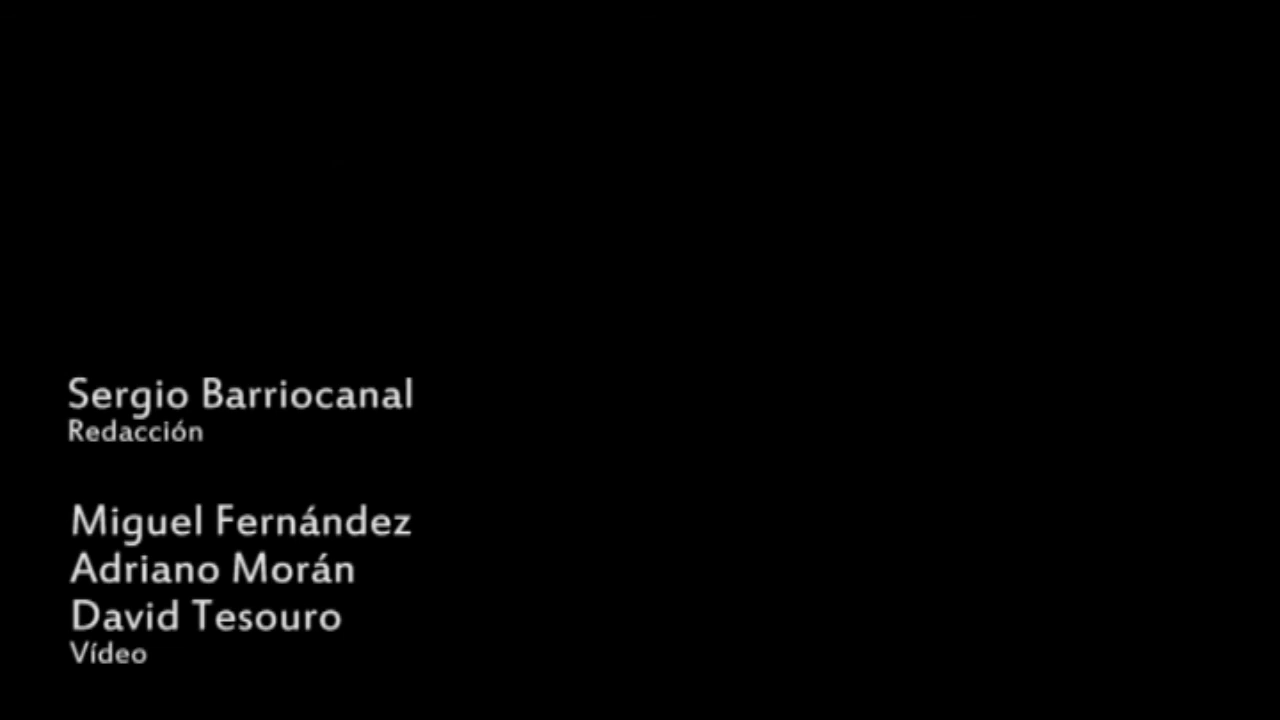 Sergio Barriocanal
Redacción
Miguel Fernández
Adriano Morán
David Tesouro
Vídeo